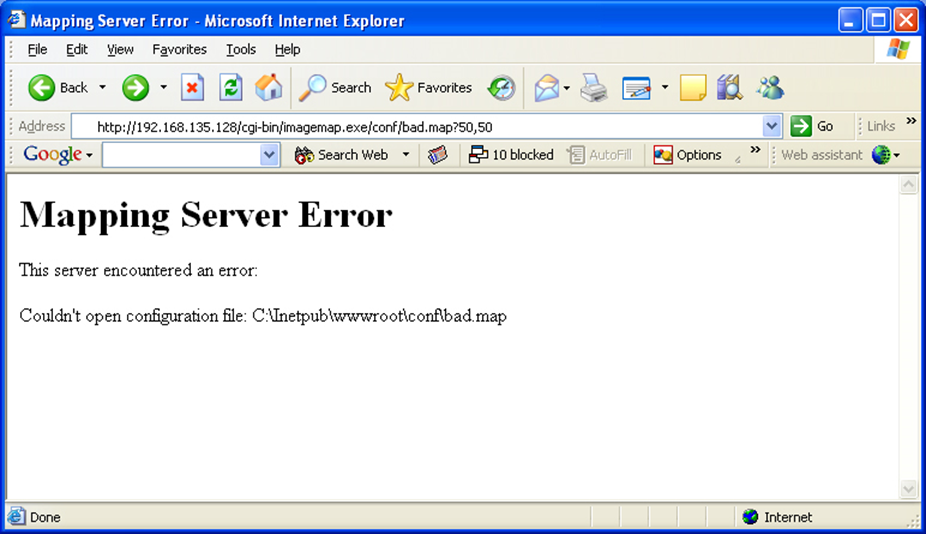 Mapping Server Error - Microsoft Internet Explorer
File Edit View Favorites Tools Help
Back Search Favorites
Address http://192.168.135.128/cgi-bin/imagemap.exe/conf/bad.map?50,50 Go Links »
Google Search Web 10 blocked AutoFill Options » Web assistant
Mapping Server Error
This server encountered an error:
Couldn't open configuration file: C:\Inetpub\wwwroot\conf\bad.map
Done Internet